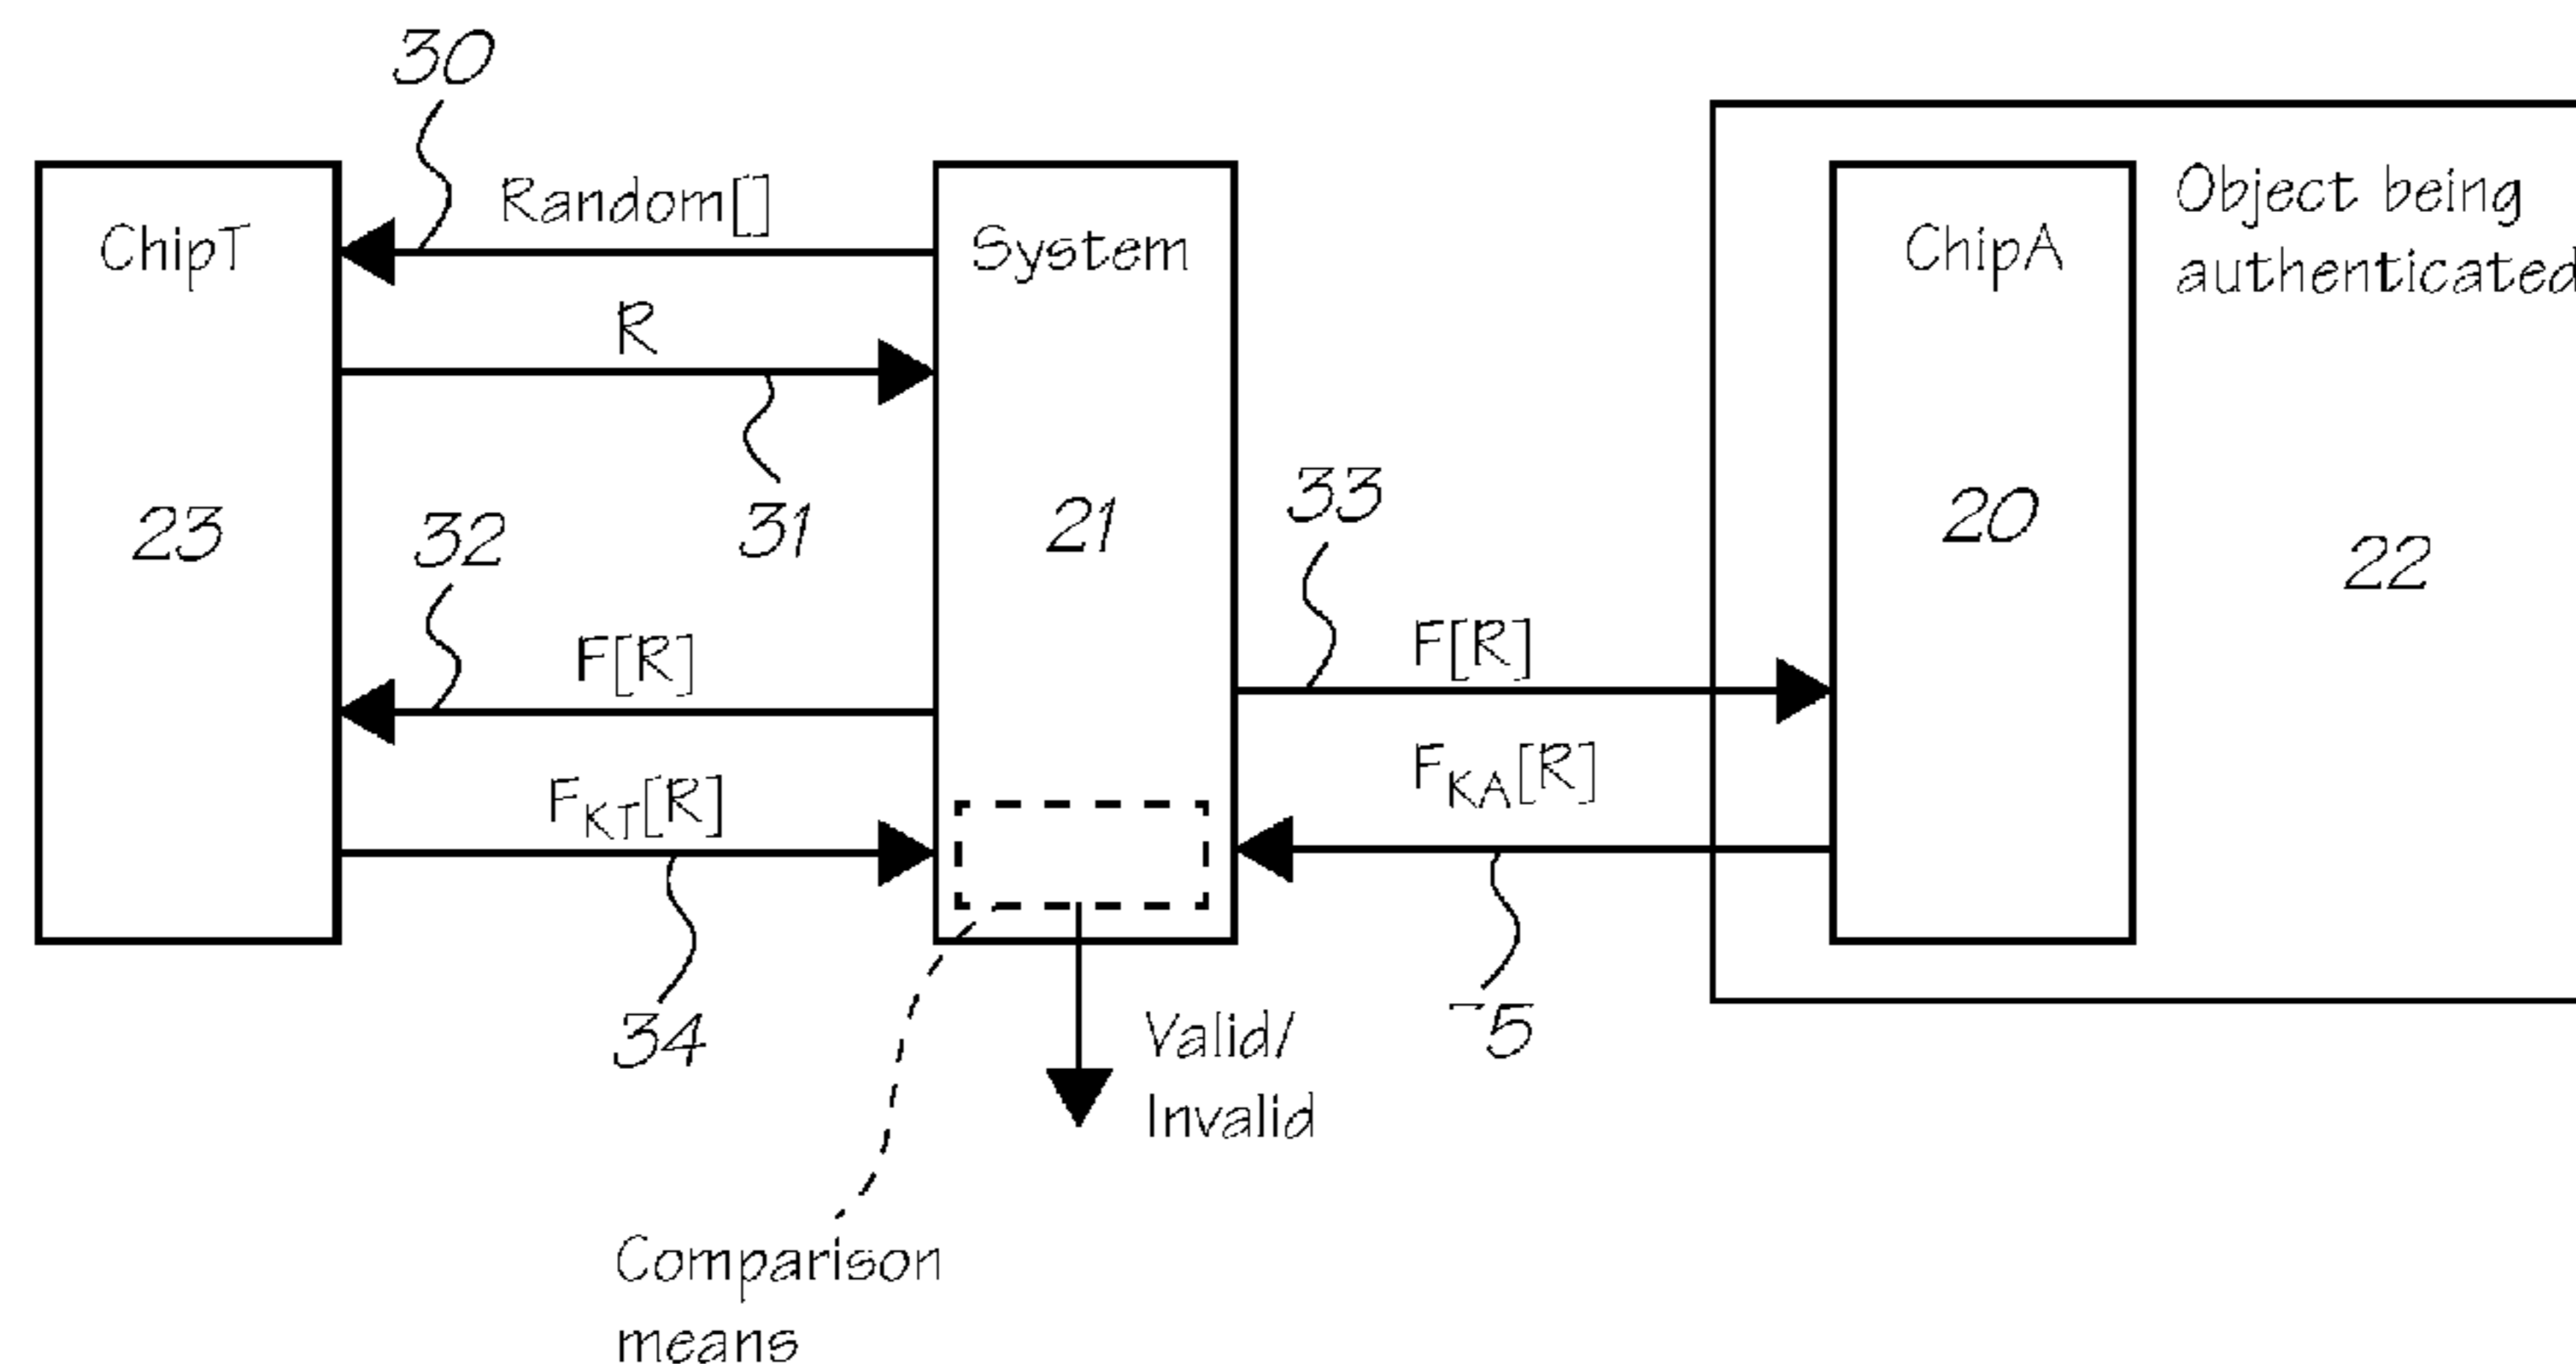 30
Random[]
ChipT
System
ChipA
Object being
authenticated
R
31
23
32
21
33
20
22
F[R]
F[R]
FKT[R]
FKA[R]
34
Valid/
Invalid
Comparison
means